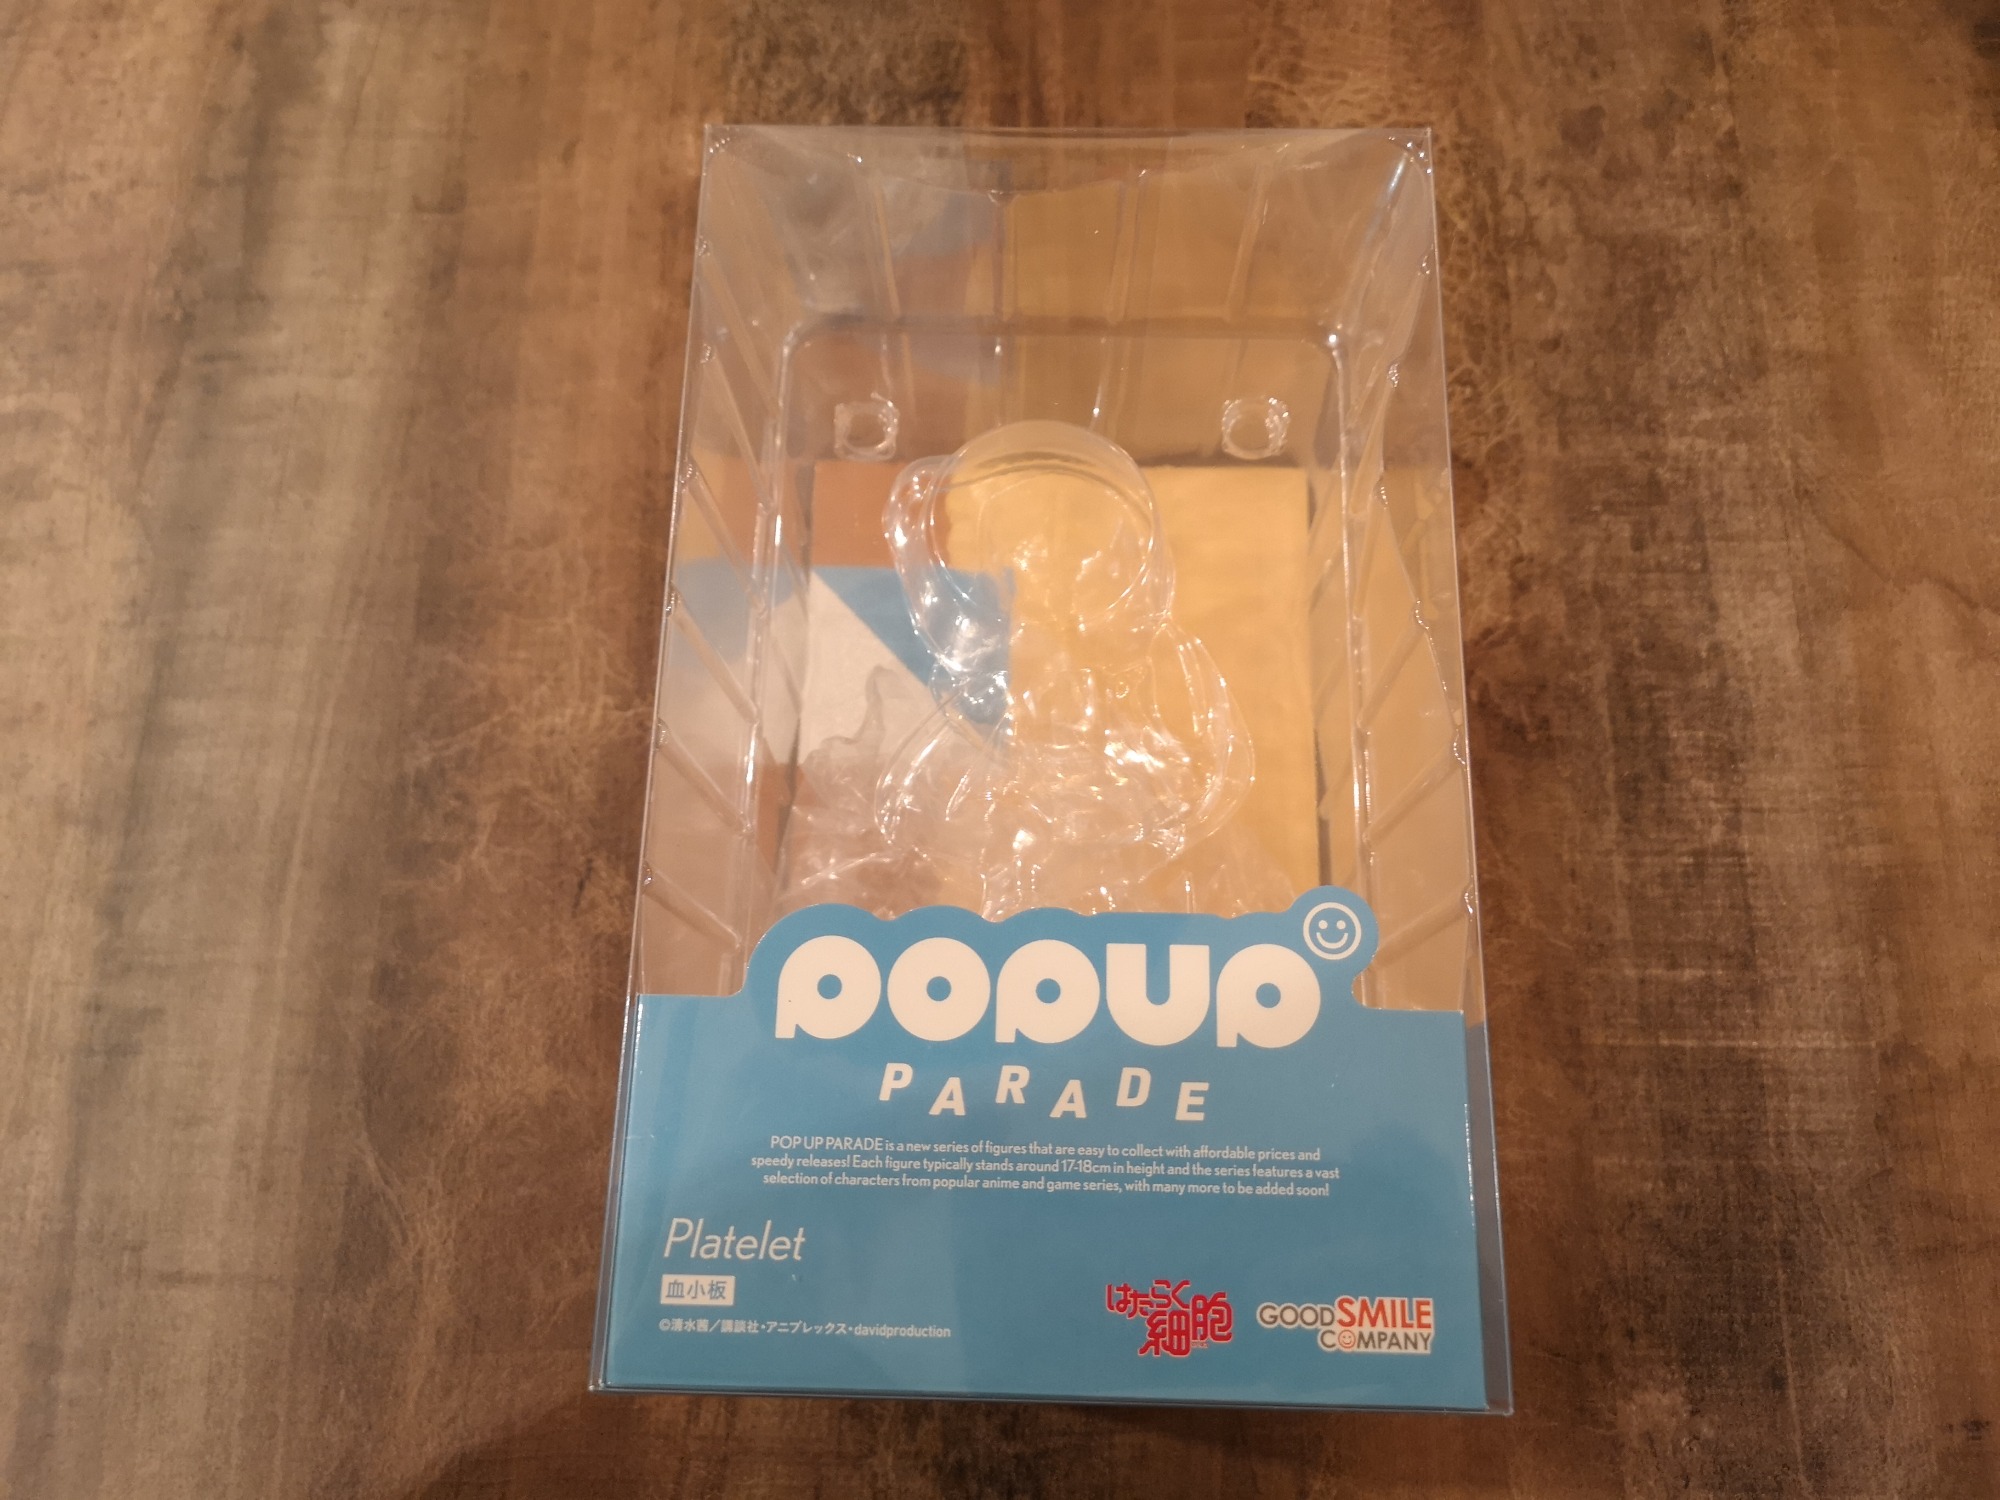 POPUP
PARADE
POP UP PARADE is a new series of figures that are easy to collect with affordable prices and
speedy releases! Each figure typically stands around 17-18cm in height and the series features a vast
selection of characters from popular anime and game series, with many more to be added soon!
Platelet
血小板
©清水茜／講談社・アニプレックス・davidproduction
はたらく
細胞
GOOD SMILE
COMPANY